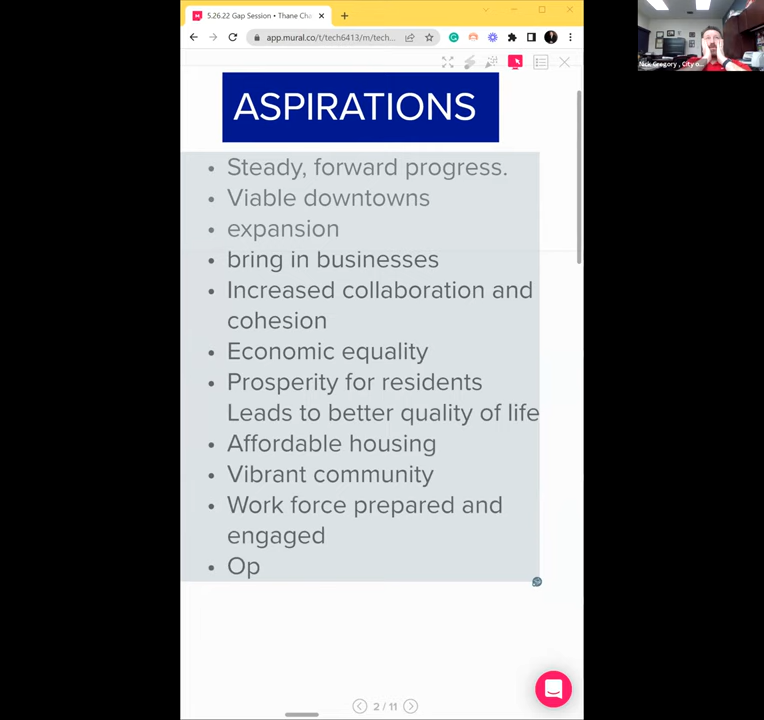 5.26.22 Gap Session • Thane Cha
app.mural.co/t/tech6413/m/tech...
Nick Gregory , City o...
ASPIRATIONS
• Steady, forward progress.
• Viable downtowns
• expansion
• bring in businesses
• Increased collaboration and
cohesion
• Economic equality
• Prosperity for residents
Leads to better quality of life
• Affordable housing
• Vibrant community
• Work force prepared and
engaged
• Op
2 / 11